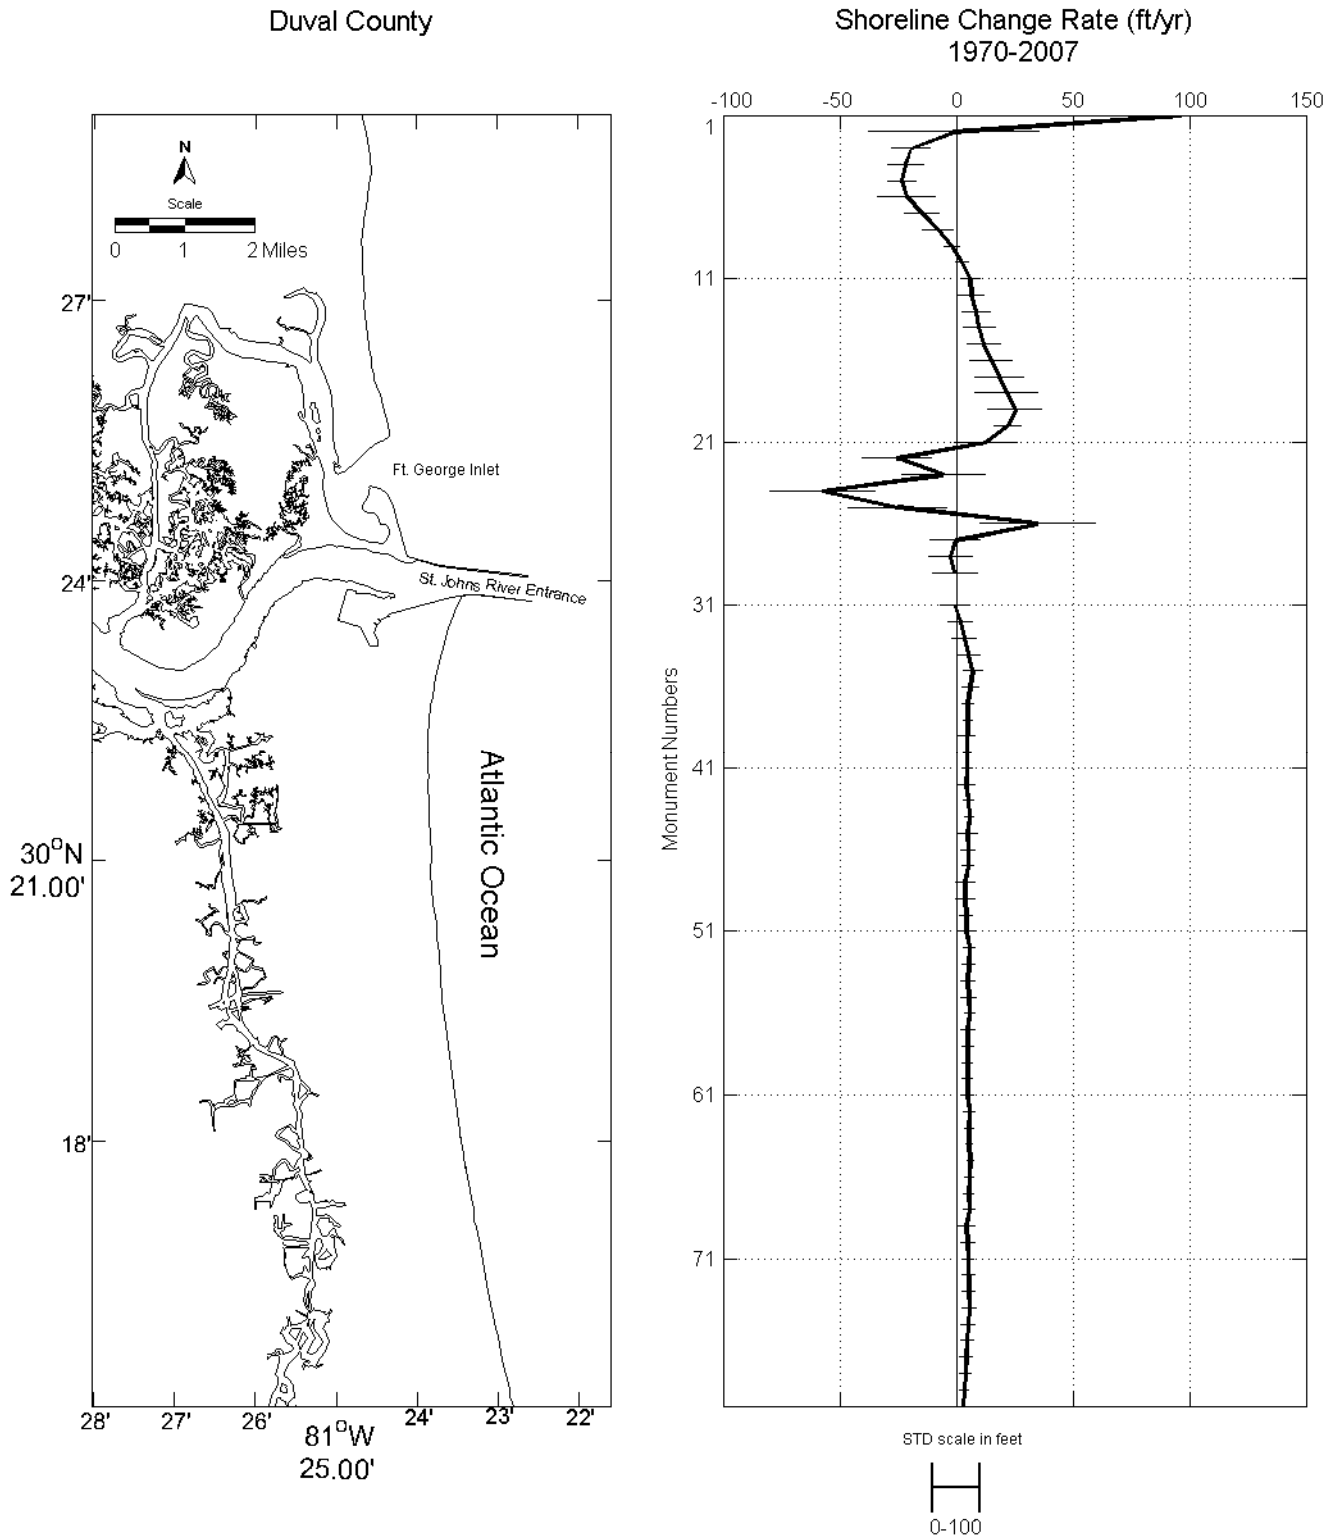 Duval County
Shoreline Change Rate (ft/yr)
1970-2007
-100 -50 0 50 100 150
1
11
21
31
41
51
61
71
Monument Numbers
N
Scale
0 1 2 Miles
27'
24'
30°N
21.00'
18'
Ft. George Inlet
St. Johns River Entrance
Atlantic Ocean
28' 27' 26' 24' 23' 22'
81°W
25.00'
STD scale in feet
0-100